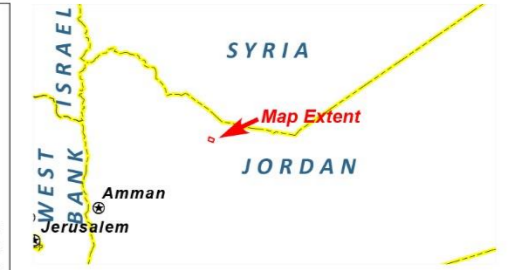 ISRAEL
SYRIA
Map Extent
WEST
BANK
JORDAN
Amman
Jerusalem